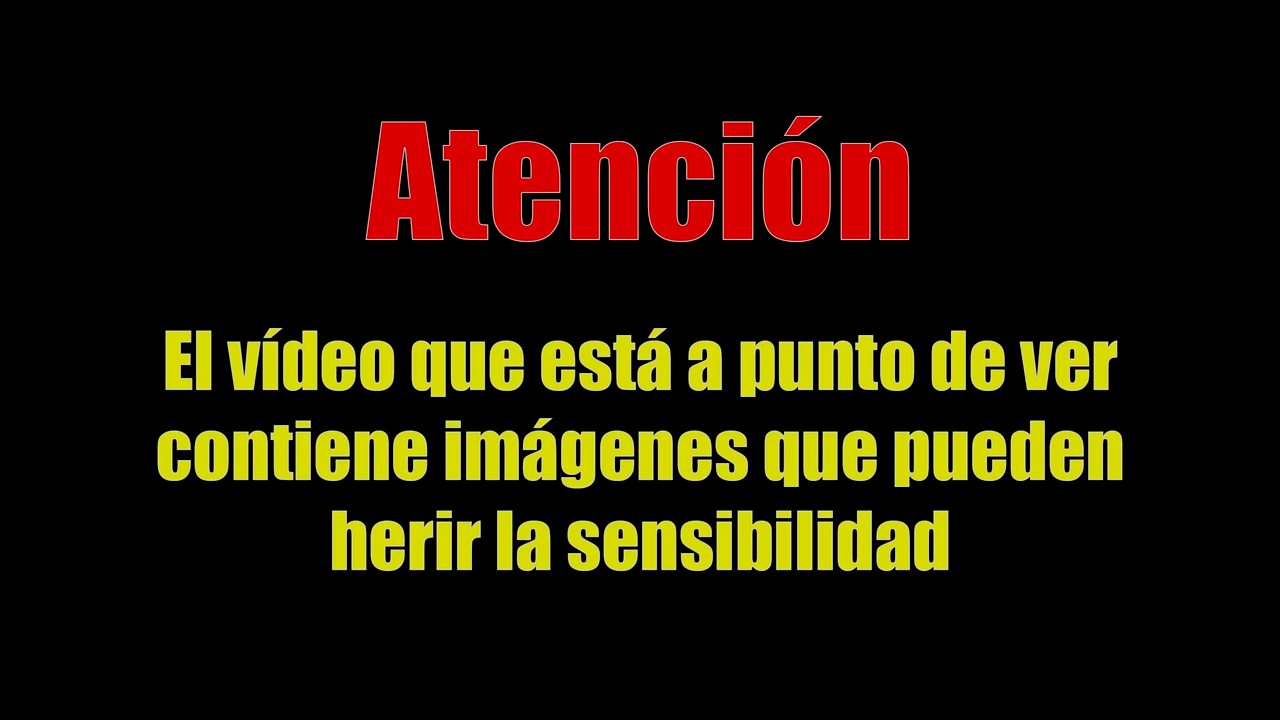 Atención
El vídeo que está a punto de ver
contiene imágenes que pueden
herir la sensibilidad